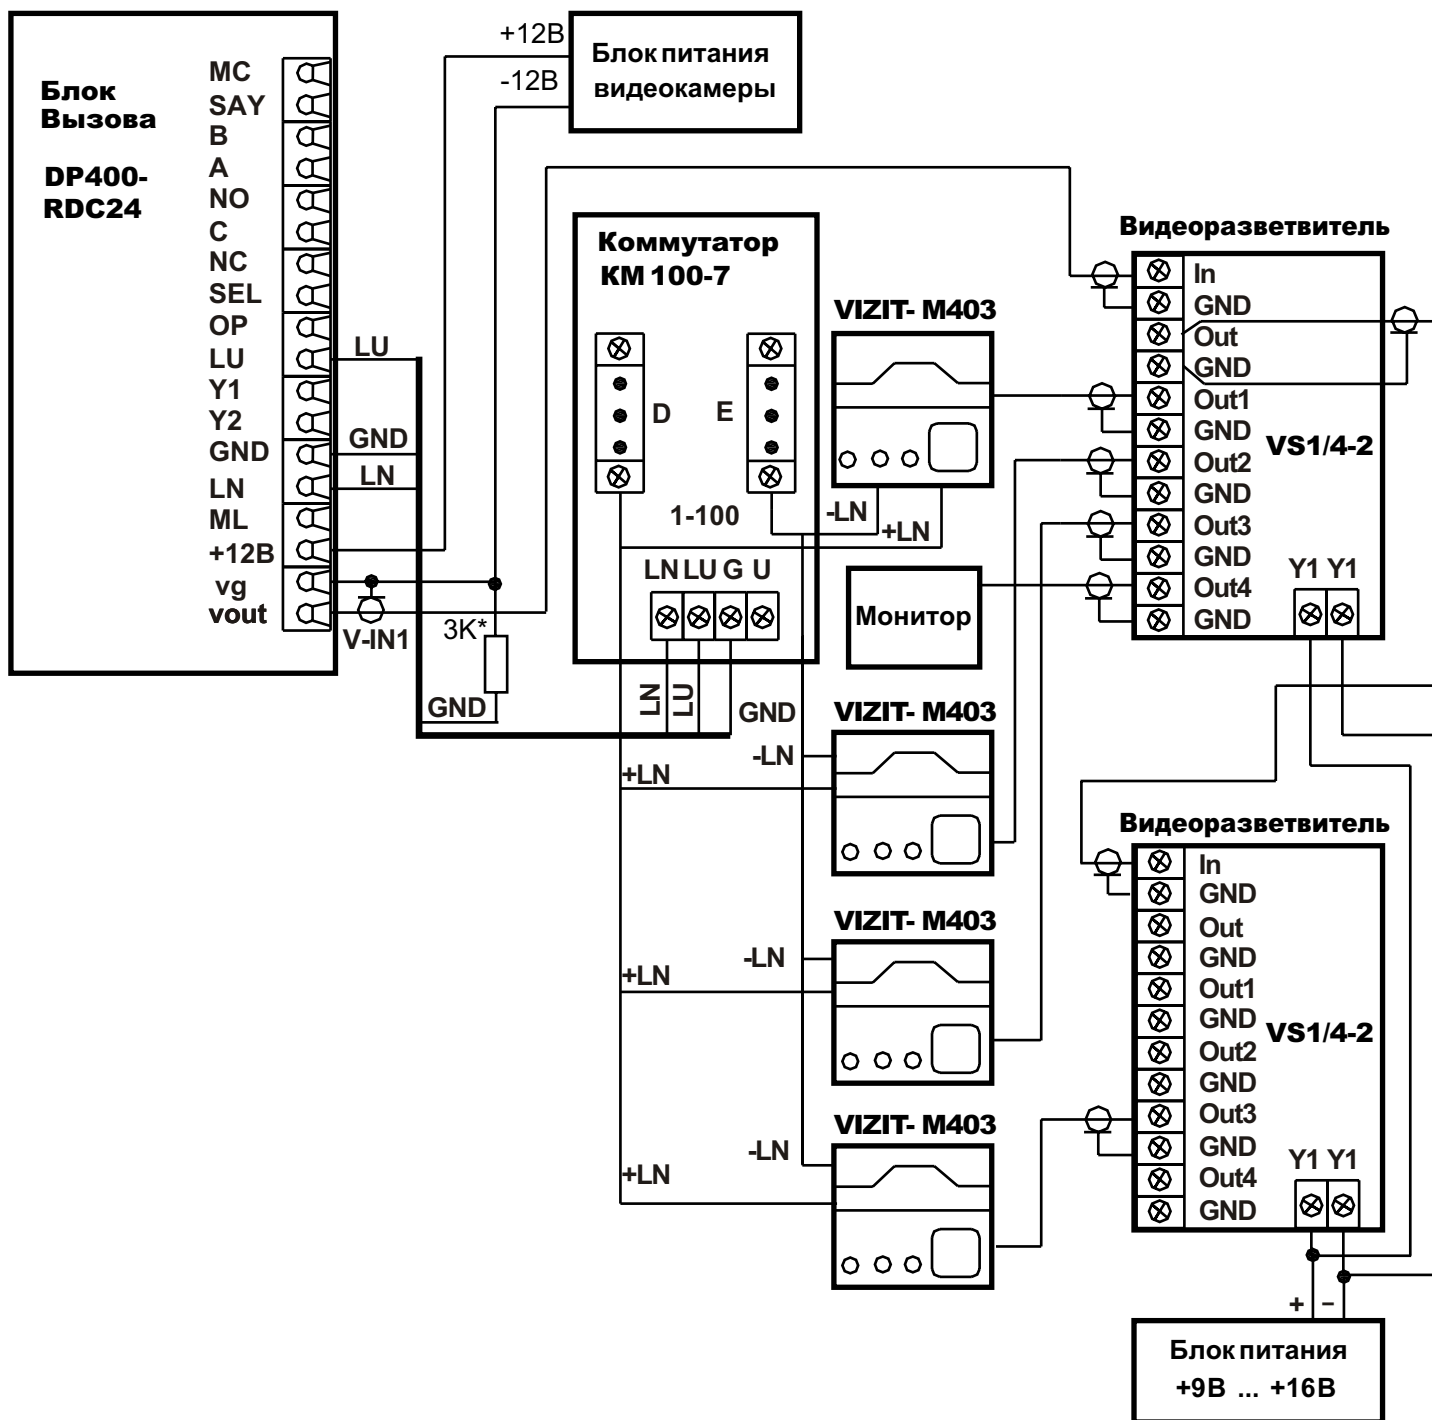 Блок
Вызова
DP400-
RDC24
MC
SAY
B
A
NO
C
NC
SEL
OP
LU
Y1
Y2
GND
LN
ML
+12В
vg
vout
LU
GND
LN
V-IN1
3K*
GND
+12В
-12В
Блок питания
видеокамеры
Коммутатор
КМ 100-7
D
E
1-100
LN LU G U
LN
LU
GND
VIZIT- M403
-LN
+LN
Монитор
VIZIT- M403
-LN
+LN
VIZIT- M403
-LN
+LN
VIZIT- M403
-LN
+LN
Видеоразветвитель
In
GND
Out
GND
Out1
GND
Out2
GND
Out3
GND
Out4
GND
VS1/4-2
Y1 Y1
Видеоразветвитель
In
GND
Out
GND
Out1
GND
Out2
GND
Out3
GND
Out4
GND
VS1/4-2
Y1 Y1
+ −
Блок питания
+9В ... +16В